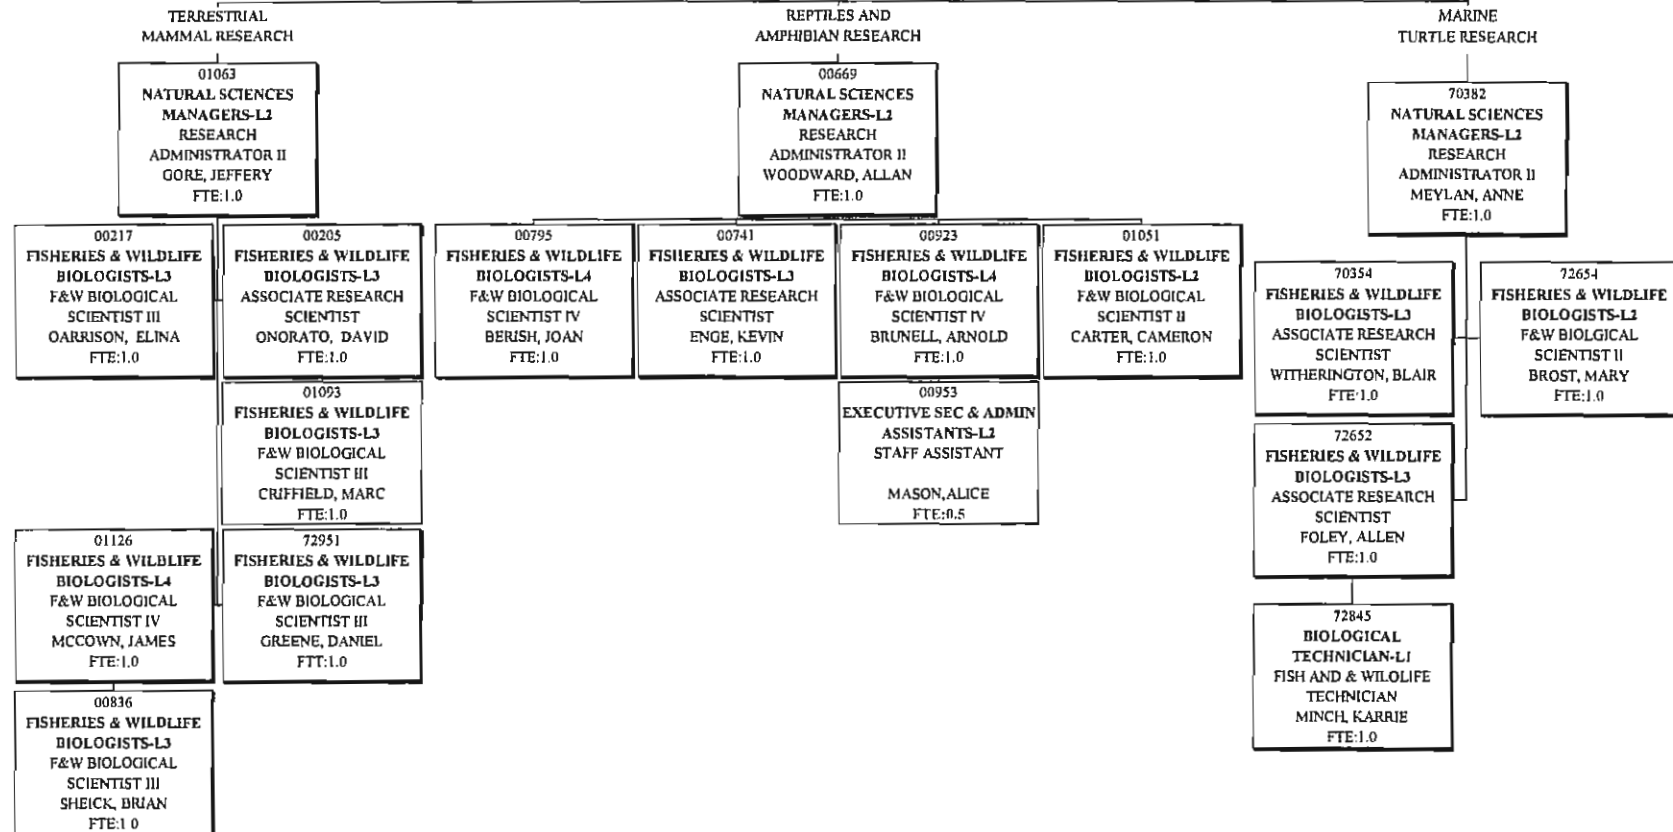 TERRESTRIAL
MAMMAL RESEARCH
01063
NATURAL SCIENCES
MANAGERS-L2
RESEARCH
ADMINISTRATOR II
GORE, JEFFERY
FTE:1.0
00217
FISHERIES & WILDLIFE
BIOLOGISTS-L3
F&W BIOLOGICAL
SCIENTIST III
OARRISON, ELINA
FTE:1.0
00205
FISHERIES & WILDLIFE
BIOLOGISTS-L3
ASSOCIATE RESEARCH
SCIENTIST
ONORATO, DAVID
FTE:1.0
01093
FISHERIES & WILDLIFE
BIOLOGISTS-L3
F&W BIOLOGICAL
SCIENTIST III
CRIFFIELD, MARC
FTE:1.0
01126
FISHERIES & WILDLIFE
BIOLOGISTS-L4
F&W BIOLOGICAL
SCIENTIST IV
MCCOWN, JAMES
FTE:1.0
72951
FISHERIES & WILDLIFE
BIOLOGISTS-L3
F&W BIOLOGICAL
SCIENTIST III
GREENE, DANIEL
FTT:1.0
00836
FISHERIES & WILDLIFE
BIOLOGISTS-L3
F&W BIOLOGICAL
SCIENTIST III
SHEICK, BRIAN
FTE:1 0
REPTILES AND
AMPHIBIAN RESEARCH
00669
NATURAL SCIENCES
MANAGERS-L2
RESEARCH
ADMINISTRATOR II
WOODWARD, ALLAN
FTE:1.0
00795
FISHERIES & WILDLIFE
BIOLOGISTS-L4
F&W BIOLOGICAL
SCIENTIST IV
BERISH, JOAN
FTE:1.0
00741
FISHERIES & WILDLIFE
BIOLOGISTS-L3
ASSOCIATE RESEARCH
SCIENTIST
ENGE, KEVIN
FTE:1.0
00923
FISHERIES & WILDLIFE
BIOLOGISTS-L4
F&W BIOLOGICAL
SCIENTIST IV
BRUNELL, ARNOLD
FTE:1.0
01051
FISHERIES & WILDLIFE
BIOLOGISTS-L2
F&W BIOLOGICAL
SCIENTIST II
CARTER, CAMERON
FTE:1.0
00953
EXECUTIVE SEC & ADMIN
ASSISTANTS-L2
STAFF ASSISTANT
MASON, ALICE
FTE:0.5
MARINE
TURTLE RESEARCH
70382
NATURAL SCIENCES
MANAGERS-L2
RESEARCH
ADMINISTRATOR II
MEYLAN, ANNE
FTE:1.0
70354
FISHERIES & WILDLIFE
BIOLOGISTS-L3
ASSOCIATE RESEARCH
SCIENTIST
WITHERINGTON, BLAIR
FTE:1.0
72654
FISHERIES & WILDLIFE
BIOLOGISTS-L2
F&W BIOLGICAL
SCIENTIST II
BROST, MARY
FTE:1.0
72652
FISHERIES & WILDLIFE
BIOLOGISTS-L3
ASSOCIATE RESEARCH
SCIENTIST
FOLEY, ALLEN
FTE:1.0
72845
BIOLOGICAL
TECHNICIAN-L1
FISH AND & WILOLIFE
TECHNICIAN
MINCH, KARRIE
FTE:1.0